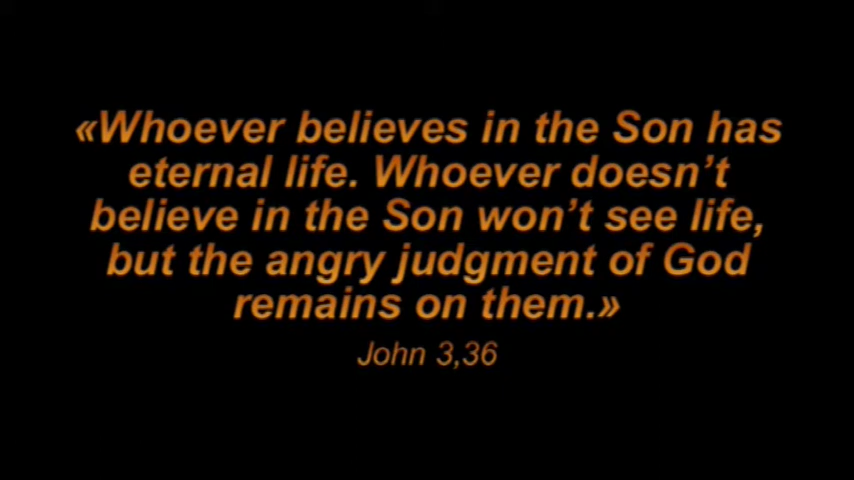 «Whoever believes in the Son has
eternal life. Whoever doesn’t
believe in the Son won’t see life,
but the angry judgment of God
remains on them.»
John 3,36